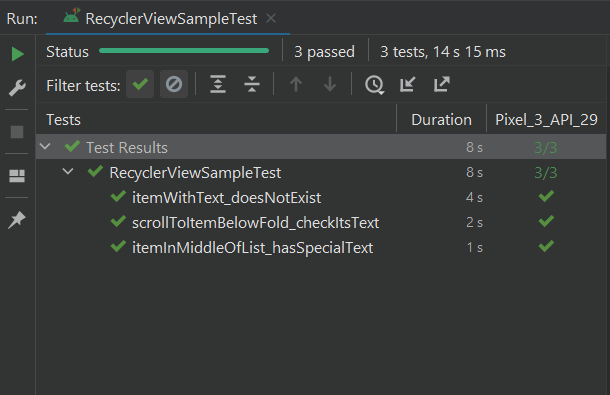 Run: RecyclerViewSampleTest
Status 3 passed 3 tests, 14 s 15 ms
Filter tests:
Tests Duration Pixel_3_API_29
Test Results 8 s 3/3
RecyclerViewSampleTest 8 s 3/3
itemWithText_doesNotExist 4 s
scrollToItemBelowFold_checkItsText 2 s
itemInMiddleOfList_hasSpecialText 1 s